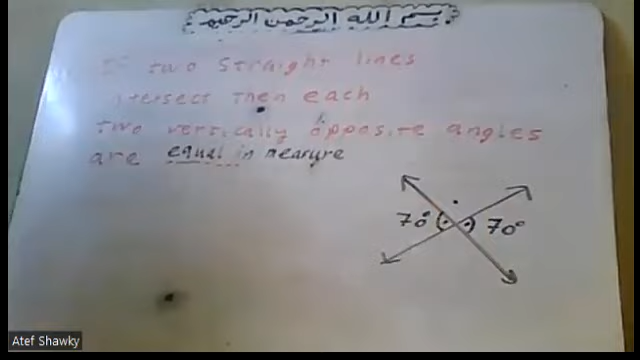 بسم الله الرحمن الرحيم
If two straight lines
intersect Then each
two vertically opposite angles
are equal in measure
70° 70°
Atef Shawky